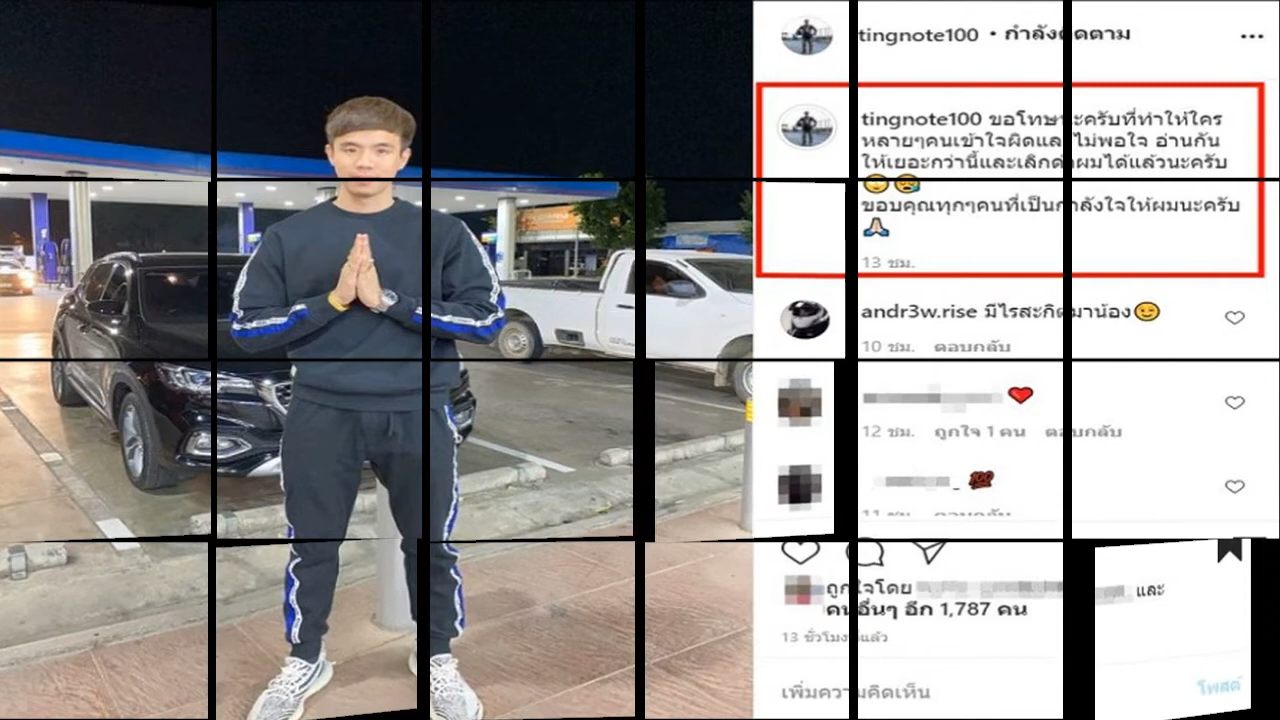 tingnote100 • กำลังติดตาม
tingnote100 ขอโทษนะครับที่ทำให้ใคร
หลายๆคนเข้าใจผิดและไม่พอใจ อ่านกัน
ให้เยอะกว่านี้และเลิกด่าผมได้แล้วนะครับ
ขอบคุณทุกๆคนที่เป็นกำลังใจให้ผมนะครับ
🙏🏻
13 ชม.
andr3w.rise มีไรสะกิดมาน้อง😉
10 ชม. ตอบกลับ
❤️
12 ชม. ถูกใจ 1 คน ตอบกลับ
💯
11 ชม. ตอบกลับ
ถูกใจโดย และ
คนอื่นๆ อีก 1,787 คน
13 ชั่วโมงที่แล้ว
เพิ่มความคิดเห็น
โพสต์